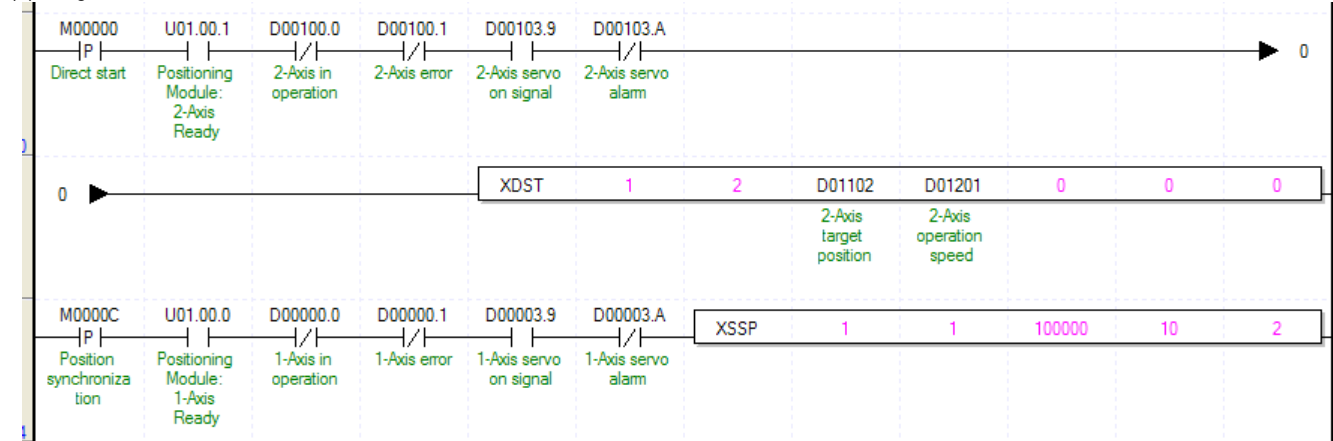 M00000 U01.00.1 D00100.0 D00100.1 D00103.9 D00103.A
P
0
Direct start Positioning 2-Axis in 2-Axis error 2-Axis servo 2-Axis servo
Module: operation on signal alarm
2-Axis
Ready
0 XDST 1 2 D01102 D01201 0 0 0
2-Axis 2-Axis
target operation
position speed
M0000C U01.00.0 D00000.0 D00000.1 D00003.9 D00003.A
P
XSSP 1 1 100000 10 2
Position Positioning 1-Axis in 1-Axis error 1-Axis servo 1-Axis servo
synchroniza Module: operation on signal alarm
tion 1-Axis
Ready